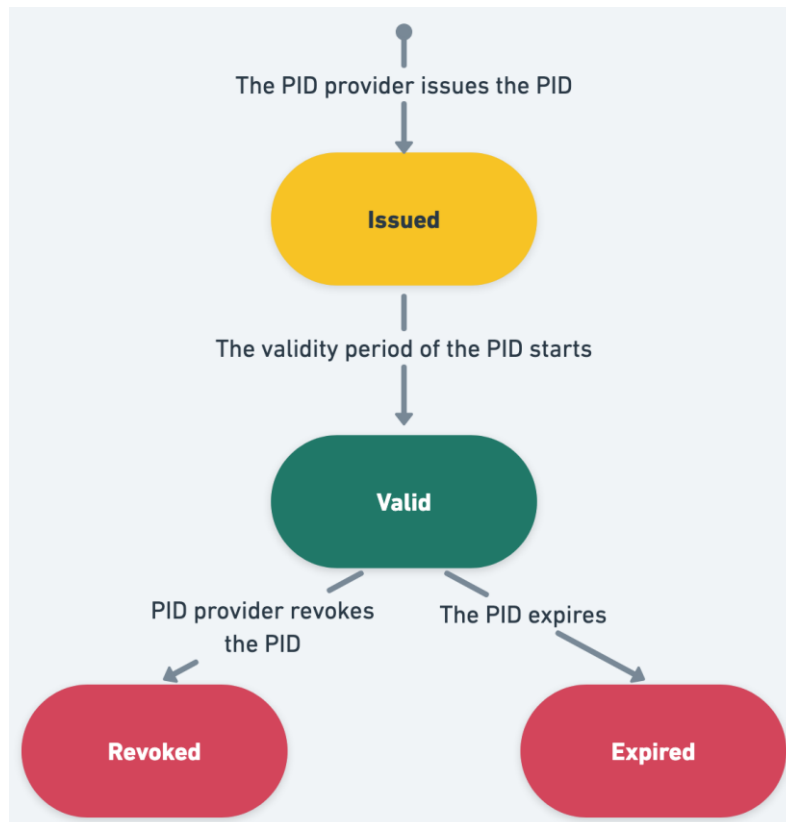 The PID provider issues the PID
Issued
The validity period of the PID starts
Valid
PID provider revokes
the PID
The PID expires
Revoked
Expired